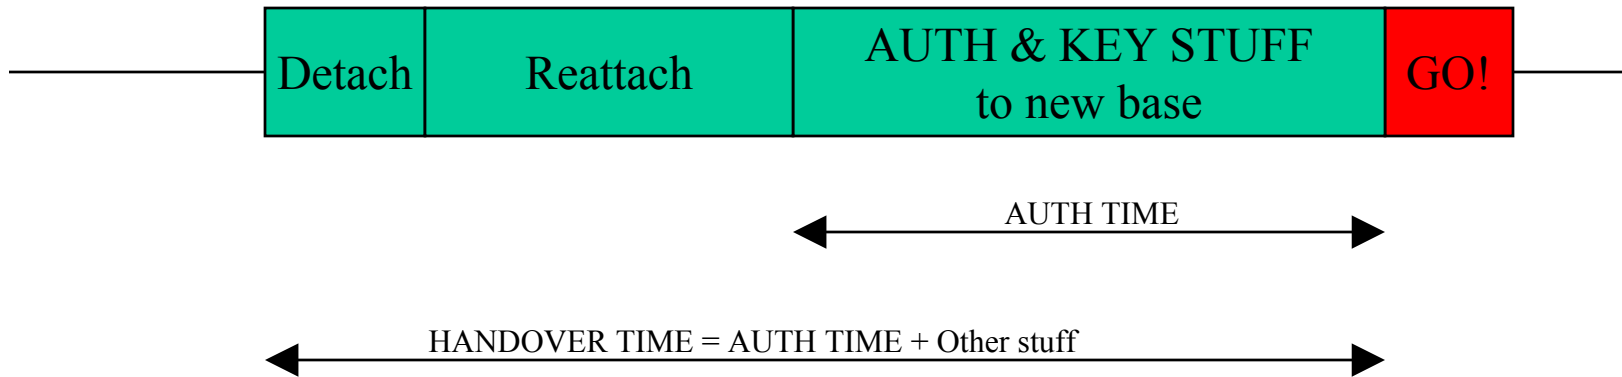 Detach
Reattach
AUTH & KEY STUFF
to new base
GO!
AUTH TIME
HANDOVER TIME = AUTH TIME + Other stuff